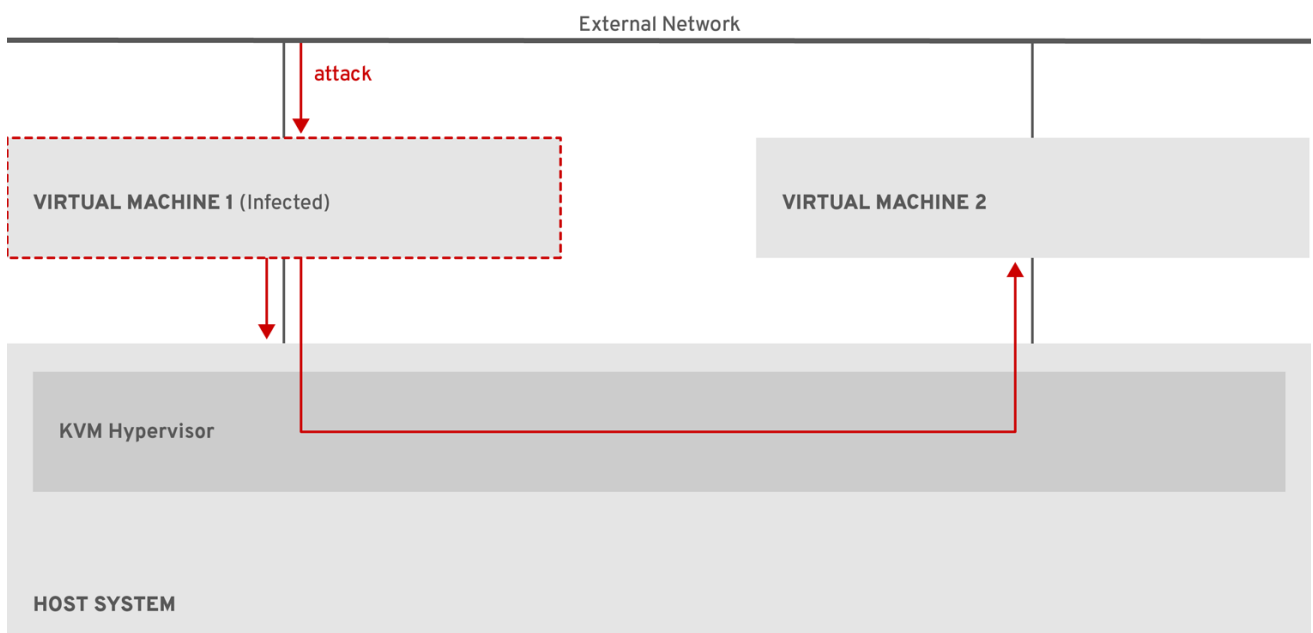 External Network
attack
VIRTUAL MACHINE 1 (Infected)
VIRTUAL MACHINE 2
KVM Hypervisor
HOST SYSTEM